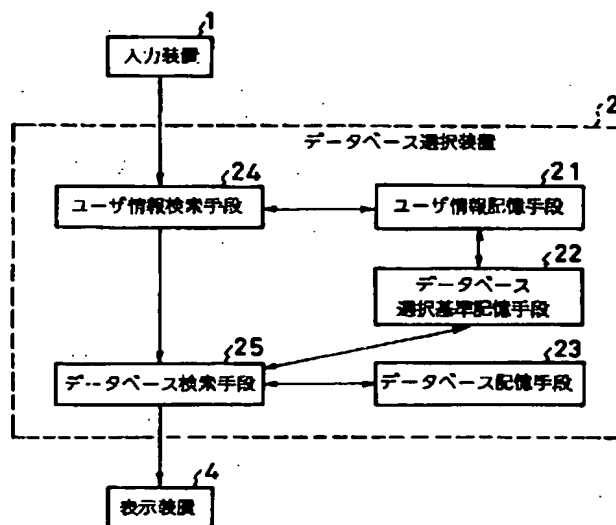 1
入力装置
2
データベース選択装置
24
ユーザ情報検索手段
21
ユーザ情報記憶手段
22
データベース
選択基準記憶手段
25
データベース検索手段
23
データベース記憶手段
4
表示装置